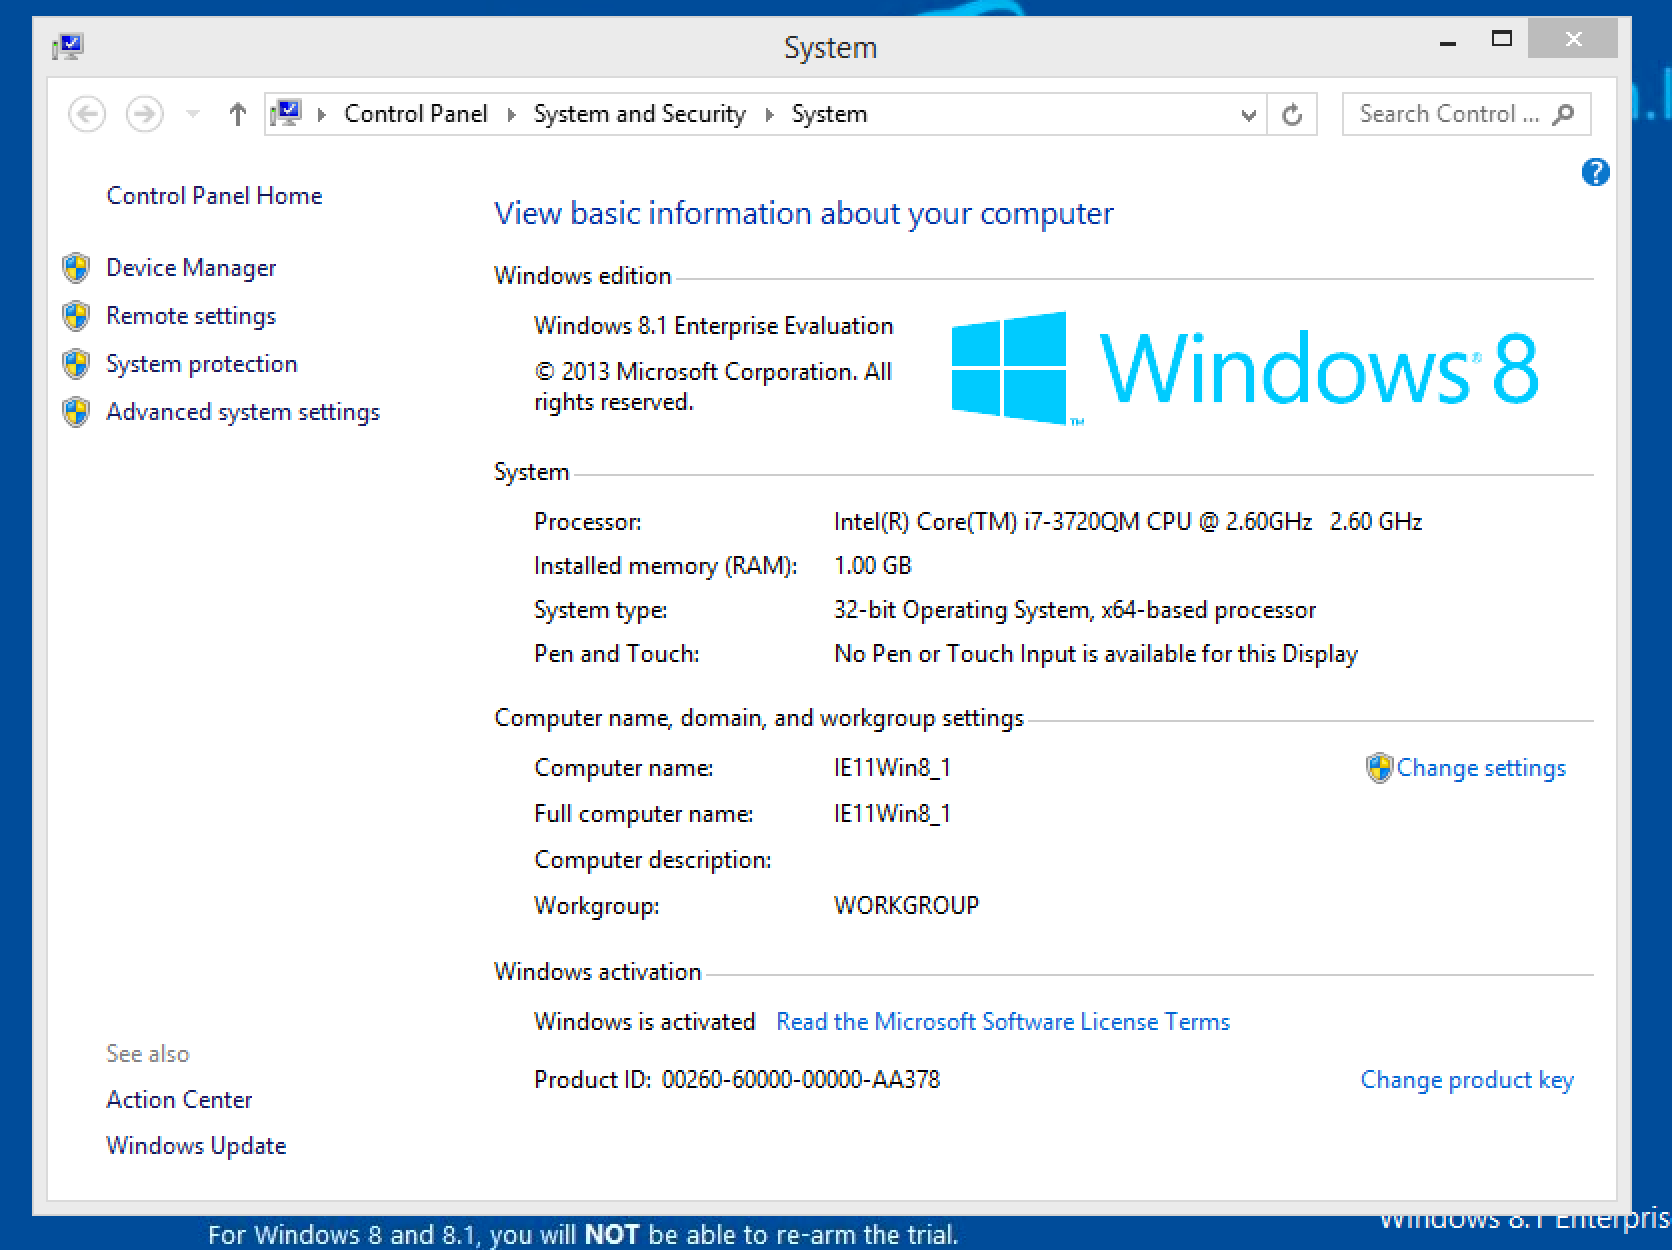 System
Control Panel System and Security System
Search Control ...
Control Panel Home
Device Manager
Remote settings
System protection
Advanced system settings
See also
Action Center
Windows Update
View basic information about your computer
Windows edition
Windows 8.1 Enterprise Evaluation
© 2013 Microsoft Corporation. All
rights reserved.
Windows® 8
™
System
Processor: Intel(R) Core(TM) i7-3720QM CPU @ 2.60GHz 2.60 GHz
Installed memory (RAM): 1.00 GB
System type: 32-bit Operating System, x64-based processor
Pen and Touch: No Pen or Touch Input is available for this Display
Computer name, domain, and workgroup settings
Computer name: IE11Win8_1 Change settings
Full computer name: IE11Win8_1
Computer description:
Workgroup: WORKGROUP
Windows activation
Windows is activated Read the Microsoft Software License Terms
Product ID: 00260-60000-00000-AA378 Change product key
For Windows 8 and 8.1, you will NOT be able to re-arm the trial.
Windows 8.1 Enterpris